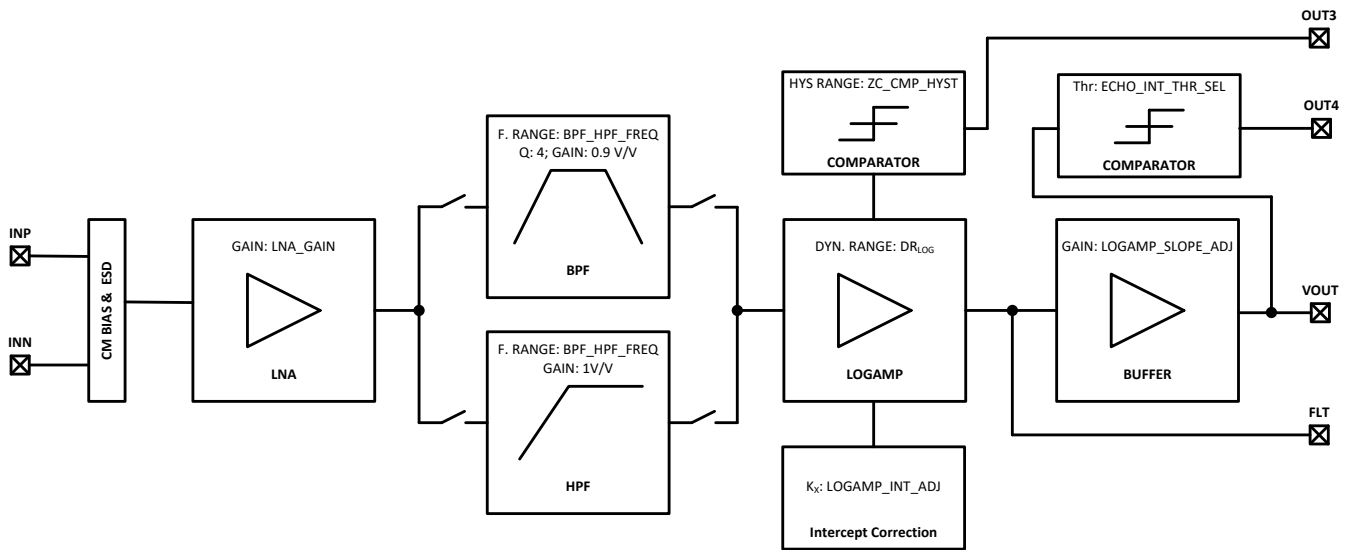 OUT3
HYS RANGE: ZC_CMP_HYST
COMPARATOR
Thr: ECHO_INT_THR_SEL
COMPARATOR
OUT4
F. RANGE: BPF_HPF_FREQ
Q: 4; GAIN: 0.9 V/V
BPF
INP
INN
CM BIAS & ESD
GAIN: LNA_GAIN
LNA
DYN. RANGE: DRLOG
LOGAMP
GAIN: LOGAMP_SLOPE_ADJ
BUFFER
VOUT
F. RANGE: BPF_HPF_FREQ
GAIN: 1V/V
HPF
FLT
KX: LOGAMP_INT_ADJ
Intercept Correction